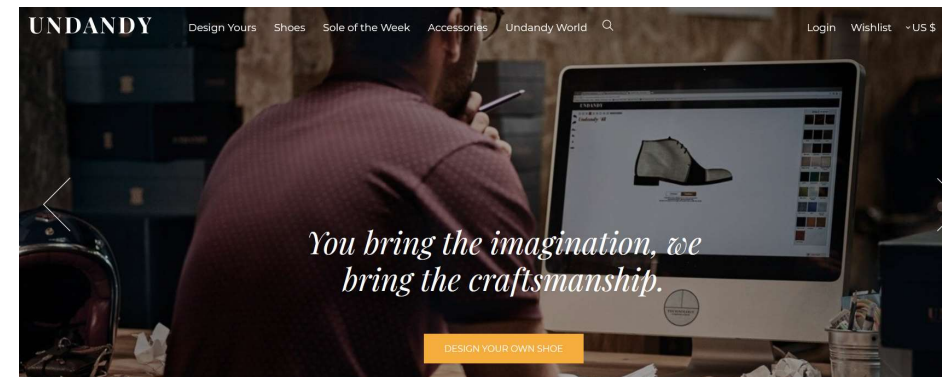 UNDANDY
Design Yours Shoes Sole of the Week Accessories Undandy World
Login Wishlist US $
UNDANDY
You bring the imagination, we
bring the craftsmanship.
DESIGN YOUR OWN SHOE